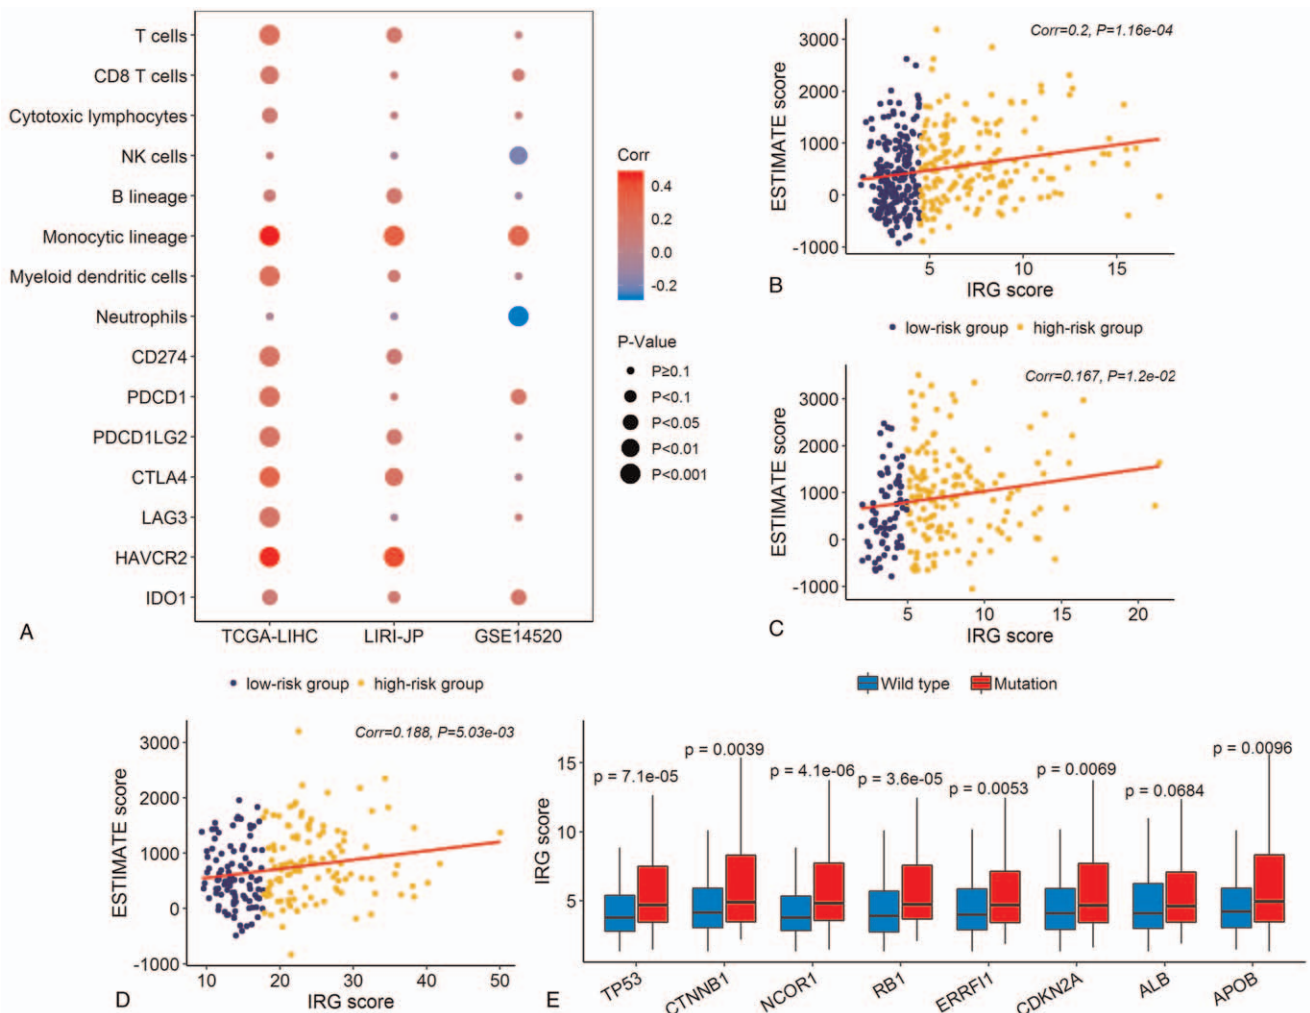 T cells
CD8 T cells
Cytotoxic lymphocytes
NK cells
B lineage
Monocytic lineage
Myeloid dendritic cells
Neutrophils
CD274
PDCD1
PDCD1LG2
CTLA4
LAG3
HAVCR2
IDO1
TCGA-LIHC LIRI-JP GSE14520
A
Corr
0.4
0.2
0.0
-0.2
P-Value
P≥0.1
P<0.1
P<0.05
P<0.01
P<0.001
Corr=0.2, P=1.16e-04
ESTIMATE score
3000
2000
1000
0
-1000
5 10 15
IRG score
B
low-risk group high-risk group
Corr=0.167, P=1.2e-02
ESTIMATE score
3000
2000
1000
0
-1000
5 10 15 20
IRG score
C
low-risk group high-risk group
Corr=0.188, P=5.03e-03
ESTIMATE score
3000
2000
1000
0
-1000
10 20 30 40 50
IRG score
D
Wild type Mutation
IRG score
15
10
5
p = 7.1e-05
p = 0.0039
p = 4.1e-06
p = 3.6e-05
p = 0.0053
p = 0.0069
p = 0.0684
p = 0.0096
TP53 CTNNB1 NCOR1 RB1 ERRFI1 CDKN2A ALB APOB
E